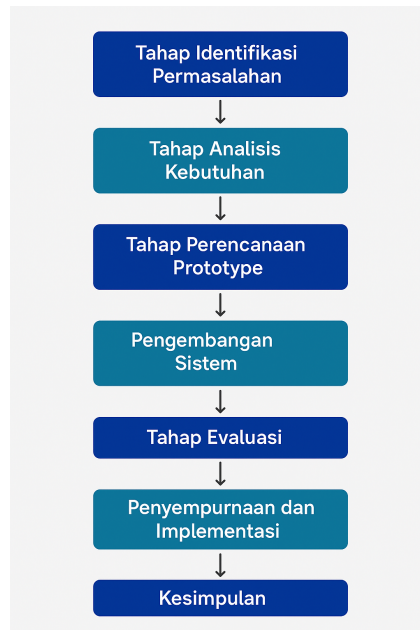 Tahap Identifikasi
Permasalahan
Tahap Analisis
Kebutuhan
Tahap Perencanaan
Prototype
Pengembangan
Sistem
Tahap Evaluasi
Penyempurnaan dan
Implementasi
Kesimpulan